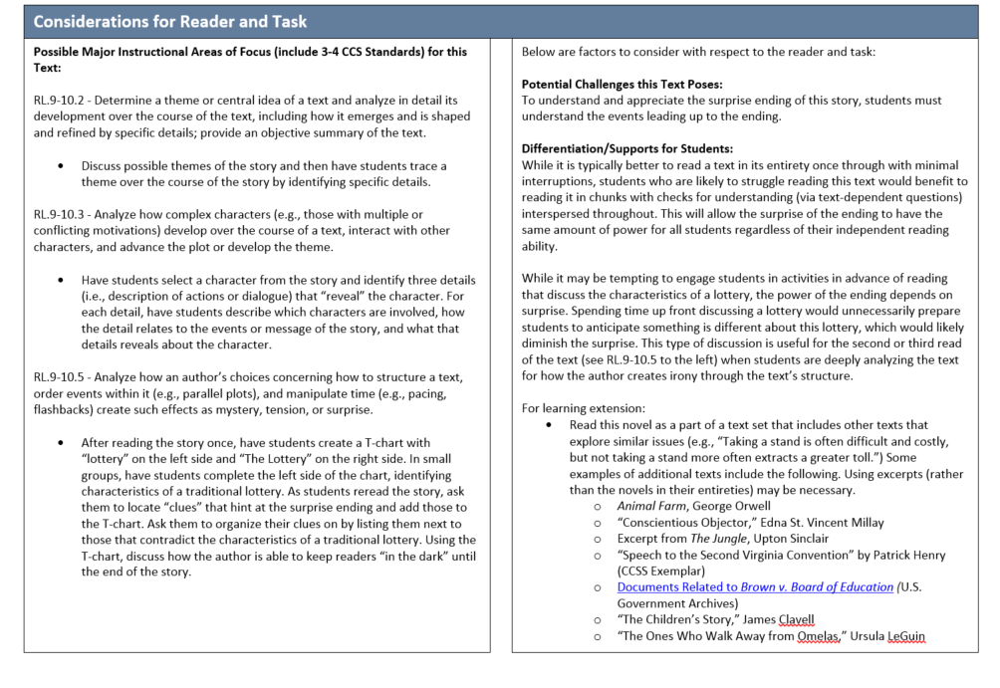 Considerations for Reader and Task
Possible Major Instructional Areas of Focus (include 3-4 CCS Standards) for this
Text:
RL.9-10.2 - Determine a theme or central idea of a text and analyze in detail its
development over the course of the text, including how it emerges and is shaped
and refined by specific details; provide an objective summary of the text.
• Discuss possible themes of the story and then have students trace a
theme over the course of the story by identifying specific details.
RL.9-10.3 - Analyze how complex characters (e.g., those with multiple or
conflicting motivations) develop over the course of a text, interact with other
characters, and advance the plot or develop the theme.
• Have students select a character from the story and identify three details
(i.e., description of actions or dialogue) that “reveal” the character. For
each detail, have students describe which characters are involved, how
the detail relates to the events or message of the story, and what that
details reveals about the character.
RL.9-10.5 - Analyze how an author’s choices concerning how to structure a text,
order events within it (e.g., parallel plots), and manipulate time (e.g., pacing,
flashbacks) create such effects as mystery, tension, or surprise.
• After reading the story once, have students create a T-chart with
“lottery” on the left side and “The Lottery” on the right side. In small
groups, have students complete the left side of the chart, identifying
characteristics of a traditional lottery. As students reread the story, ask
them to locate “clues” that hint at the surprise ending and add those to
the T-chart. Ask them to organize their clues on by listing them next to
those that contradict the characteristics of a traditional lottery. Using the
T-chart, discuss how the author is able to keep readers “in the dark” until
the end of the story.
Below are factors to consider with respect to the reader and task:
Potential Challenges this Text Poses:
To understand and appreciate the surprise ending of this story, students must
understand the events leading up to the ending.
Differentiation/Supports for Students:
While it is typically better to read a text in its entirety once through with minimal
interruptions, students who are likely to struggle reading this text would benefit to
reading it in chunks with checks for understanding (via text-dependent questions)
interspersed throughout. This will allow the surprise of the ending to have the
same amount of power for all students regardless of their independent reading
ability.
While it may be tempting to engage students in activities in advance of reading
that discuss the characteristics of a lottery, the power of the ending depends on
surprise. Spending time up front discussing a lottery would unnecessarily prepare
students to anticipate something is different about this lottery, which would likely
diminish the surprise. This type of discussion is useful for the second or third read
of the text (see RL.9-10.5 to the left) when students are deeply analyzing the text
for how the author creates irony through the text’s structure.
For learning extension:
• Read this novel as a part of a text set that includes other texts that
explore similar issues (e.g., “Taking a stand is often difficult and costly,
but not taking a stand more often extracts a greater toll.”) Some
examples of additional texts include the following. Using excerpts (rather
than the novels in their entireties) may be necessary.
o Animal Farm, George Orwell
o “Conscientious Objector,” Edna St. Vincent Millay
o Excerpt from The Jungle, Upton Sinclair
o “Speech to the Second Virginia Convention” by Patrick Henry
(CCSS Exemplar)
o Documents Related to Brown v. Board of Education (U.S.
Government Archives)
o “The Children’s Story,” James Clavell
o “The Ones Who Walk Away from Omelas,” Ursula LeGuin